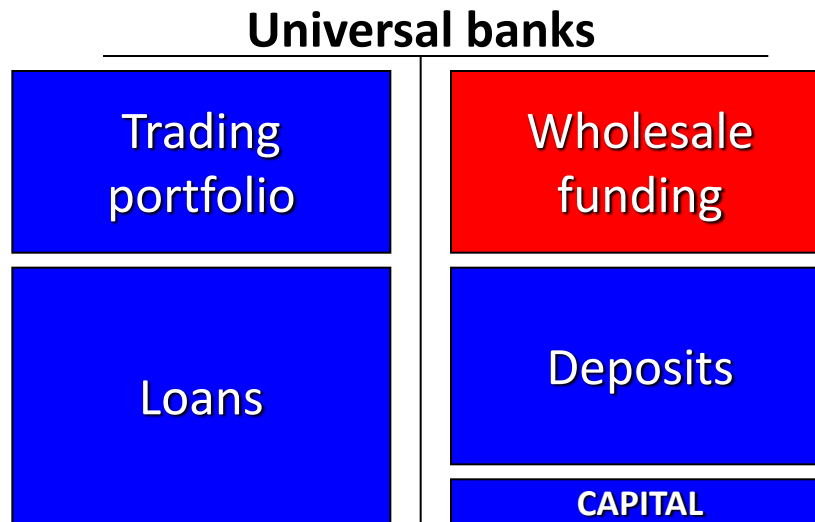 Universal banks
Trading
portfolio
Wholesale
funding
Loans
Deposits
CAPITAL